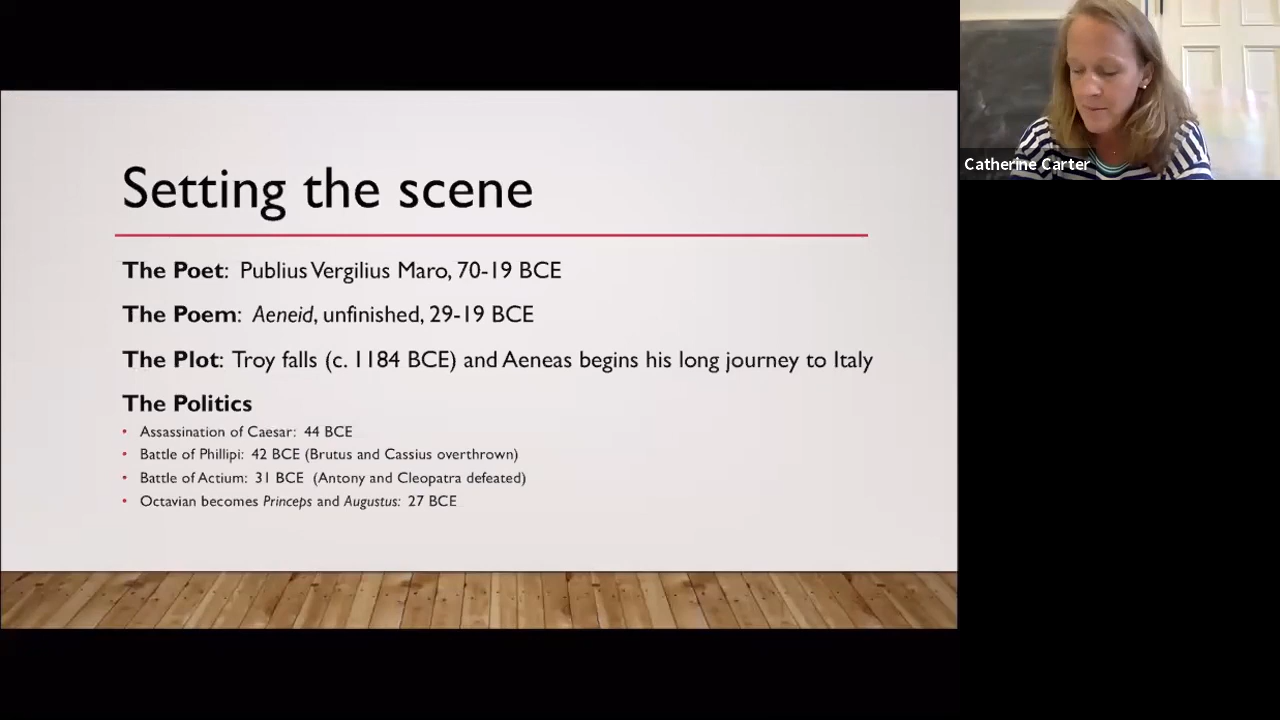 Setting the scene
The Poet: Publius Vergilius Maro, 70-19 BCE
The Poem: Aeneid, unfinished, 29-19 BCE
The Plot: Troy falls (c. 1184 BCE) and Aeneas begins his long journey to Italy
The Politics
• Assassination of Caesar: 44 BCE
• Battle of Phillipi: 42 BCE (Brutus and Cassius overthrown)
• Battle of Actium: 31 BCE (Antony and Cleopatra defeated)
• Octavian becomes Princeps and Augustus: 27 BCE
Catherine Carter